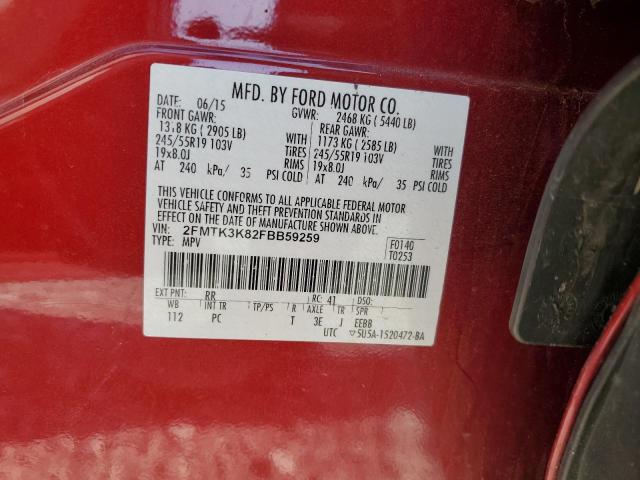 MFD. BY FORD MOTOR CO.
DATE: 06/15 GVWR: 2468 KG (5440 LB)
FRONT GAWR: REAR GAWR:
13,8 KG (2905 LB) 1173 KG (2585 LB)
245/55R19 103V TIRES 245/55R19 103V TIRES
19x8.0J RIMS 19x8.0J RIMS
AT 240 kPa/ 35 PSI COLD AT 240 kPa/ 35 PSI COLD
THIS VEHICLE CONFORMS TO ALL APPLICABLE FEDERAL MOTOR
VEHICLE SAFETY AND THEFT PREVENTION STANDARDS IN
EFFECT ON THE DATE OF MANUFACTURE SHOWN ABOVE.
VIN: 2FMTK3K82FBB59259 F0140
TYPE: MPV T0253
EXT PNT: RR RC: 41 DSO:
WB INT TR TP/PS R AXLE TR SPR
112 PC T 3E J EEBB
UTC 5U5A-1520472-BA